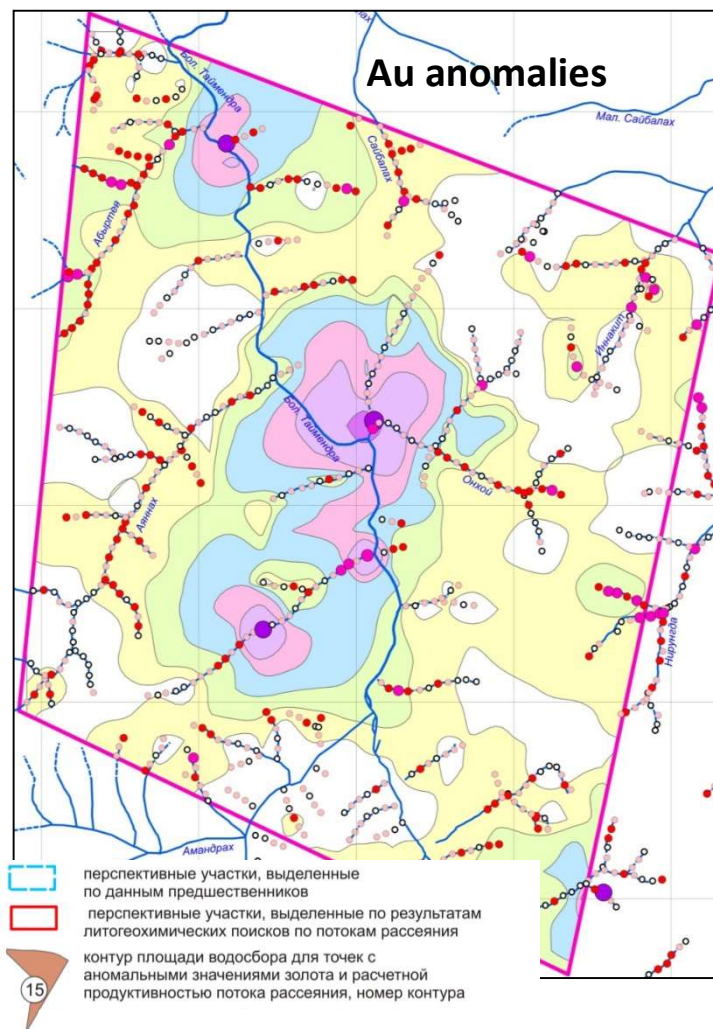 Au anomalies
Бол. Таймендра
Мал. Сайбалах
Сайбалах
Абыртея
Иннакит
Бол. Таймендра
Онхой
Аяннах
Нирунгда
Амандрах
перспективные участки, выделенные
по данным предшественников
перспективные участки, выделенные по результатам
литогеохимических поисков по потокам рассеяния
контур площади водосбора для точек с
аномальными значениями золота и расчетной
15
продуктивностью потока рассеяния, номер контура